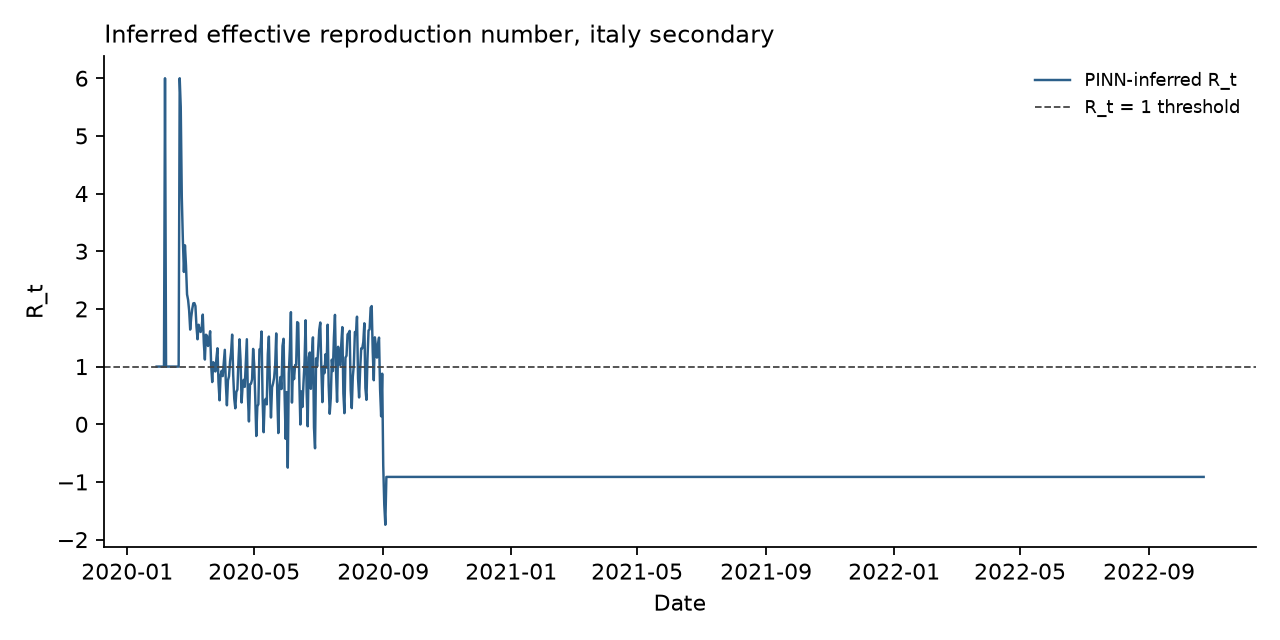 Inferred effective reproduction number, italy secondary
PINN-inferred R_t
R_t = 1 threshold
6
5
4
3
2
1
0
−1
−2
R_t
2020-01 2020-05 2020-09 2021-01 2021-05 2021-09 2022-01 2022-05 2022-09
Date